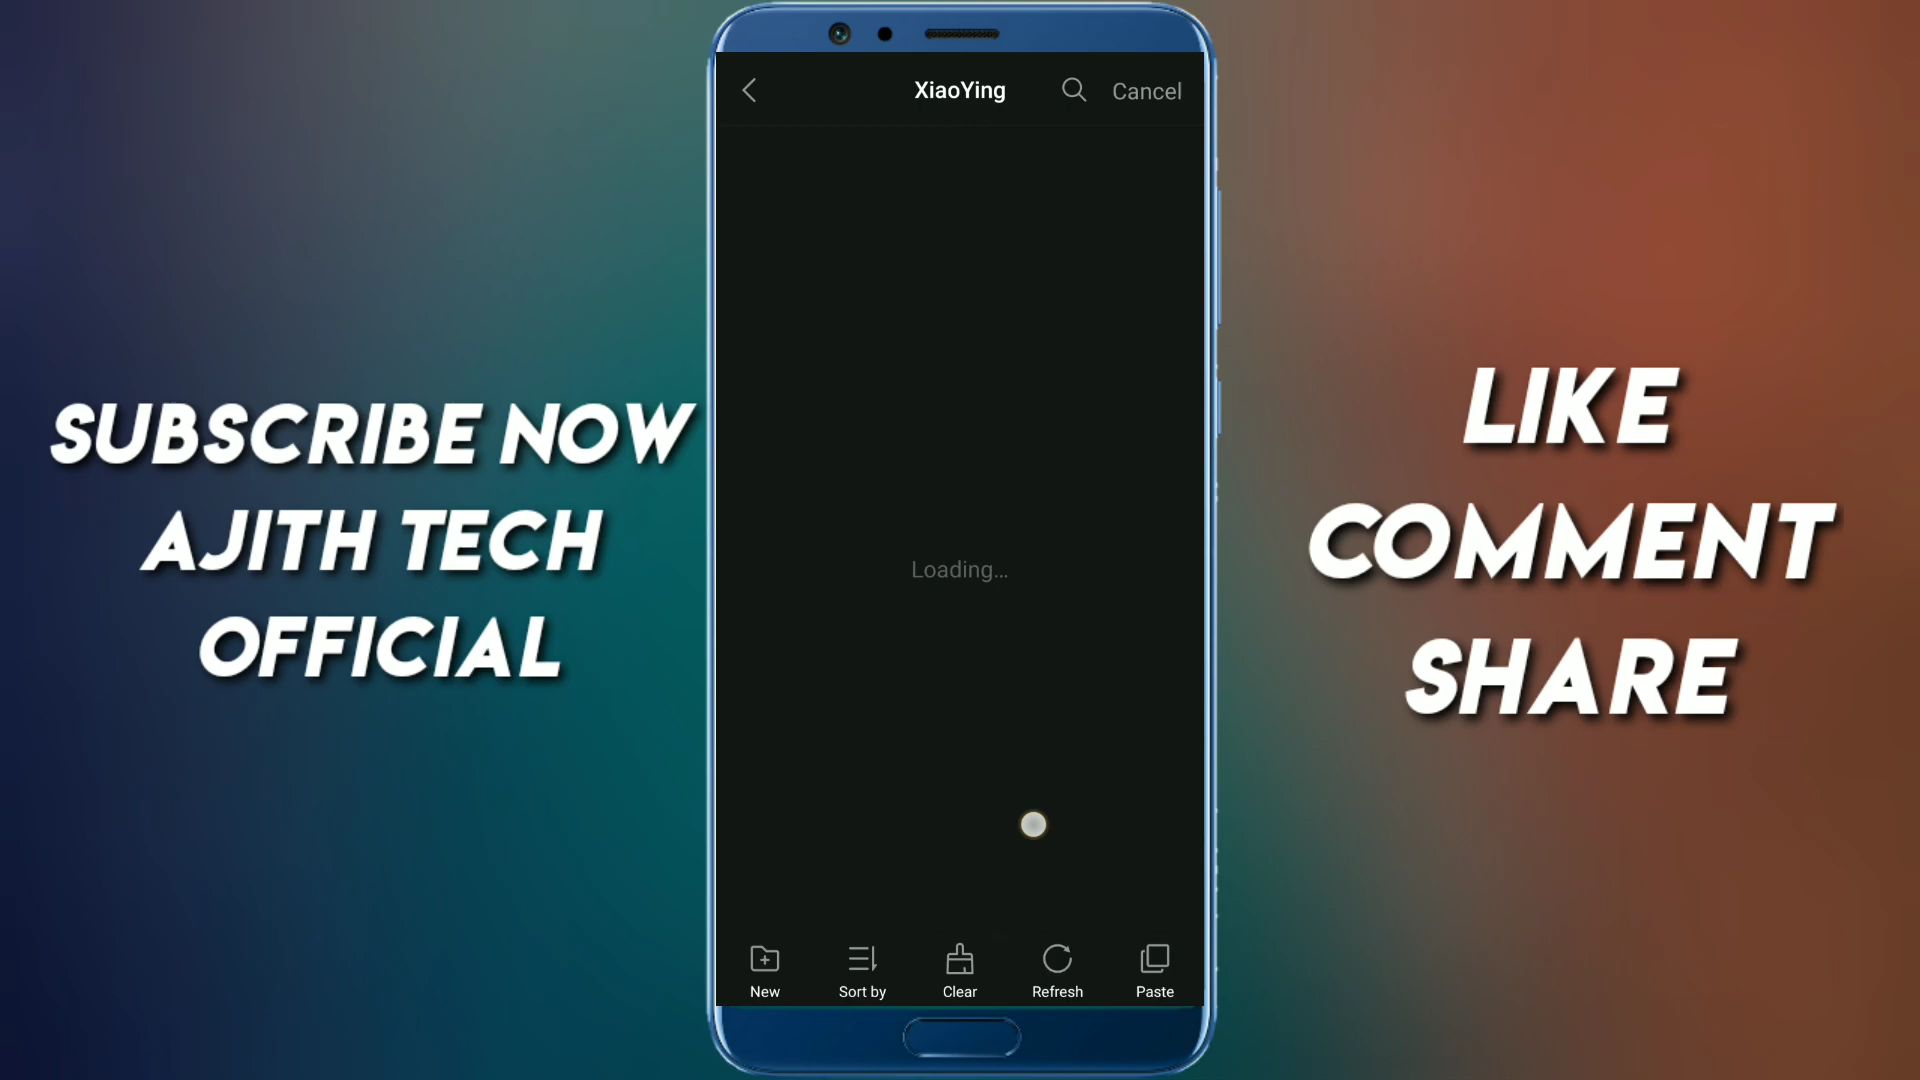 XiaoYing
Cancel
SUBSCRIBE NOW
AJITH TECH
OFFICIAL
LIKE
COMMENT
SHARE
Loading...
New
Sort by
Clear
Refresh
Paste